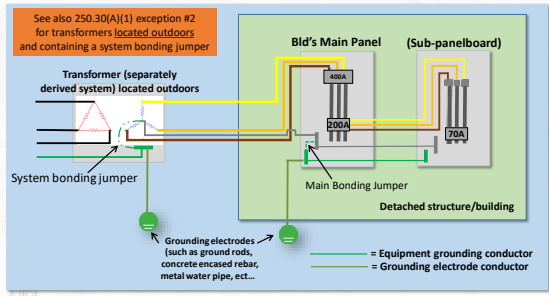 See also 250.30(A)(1) exception #2
for transformers located outdoors
and containing a system bonding jumper
Transformer (separately
derived system) located outdoors
Bld's Main Panel
(Sub-panelboard)
400A
200A
70A
System bonding jumper
Main Bonding Jumper
Detached structure/building
Grounding electrodes
(such as ground rods,
concrete encased rebar,
metal water pipe, ect...
= Equipment grounding conductor
= Grounding electrode conductor